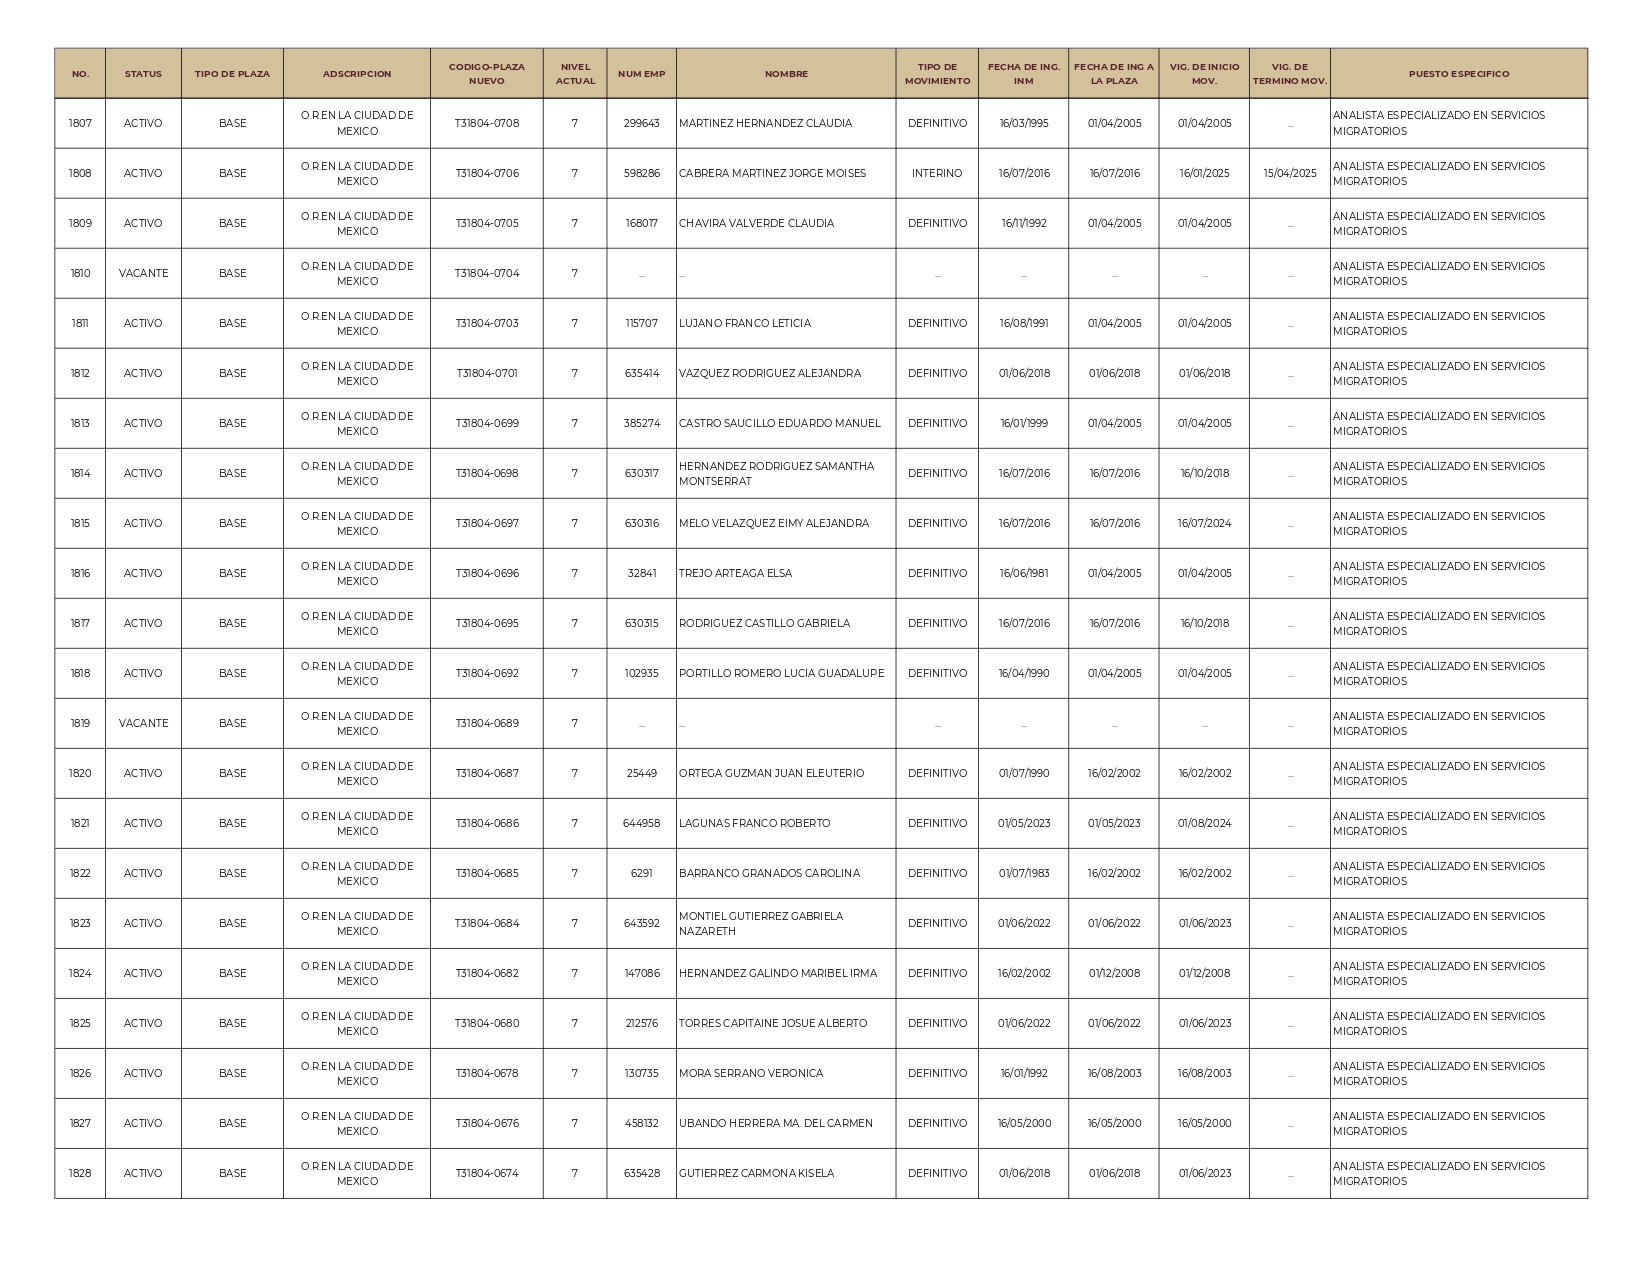 NO. STATUS TIPO DE PLAZA ADSCRIPCION CODIGO-PLAZA NUEVO NIVEL ACTUAL NUM EMP NOMBRE TIPO DE MOVIMIENTO FECHA DE ING. INM FECHA DE ING A LA PLAZA VIG. DE INICIO MOV. VIG. DE TERMINO MOV. PUESTO ESPECIFICO
1807 ACTIVO BASE O.R.EN LA CIUDAD DE MEXICO T31804-0708 7 299643 MARTINEZ HERNANDEZ CLAUDIA DEFINITIVO 16/03/1995 01/04/2005 01/04/2005 ... ANALISTA ESPECIALIZADO EN SERVICIOS MIGRATORIOS
1808 ACTIVO BASE O.R.EN LA CIUDAD DE MEXICO T31804-0706 7 598286 CABRERA MARTINEZ JORGE MOISES INTERINO 16/07/2016 16/07/2016 16/01/2025 15/04/2025 ANALISTA ESPECIALIZADO EN SERVICIOS MIGRATORIOS
1809 ACTIVO BASE O.R.EN LA CIUDAD DE MEXICO T31804-0705 7 168017 CHAVIRA VALVERDE CLAUDIA DEFINITIVO 16/11/1992 01/04/2005 01/04/2005 ... ANALISTA ESPECIALIZADO EN SERVICIOS MIGRATORIOS
1810 VACANTE BASE O.R.EN LA CIUDAD DE MEXICO T31804-0704 7 ... ... ... ... ... ... ... ANALISTA ESPECIALIZADO EN SERVICIOS MIGRATORIOS
1811 ACTIVO BASE O.R.EN LA CIUDAD DE MEXICO T31804-0703 7 115707 LUJANO FRANCO LETICIA DEFINITIVO 16/08/1991 01/04/2005 01/04/2005 ... ANALISTA ESPECIALIZADO EN SERVICIOS MIGRATORIOS
1812 ACTIVO BASE O.R.EN LA CIUDAD DE MEXICO T31804-0701 7 635414 VAZQUEZ RODRIGUEZ ALEJANDRA DEFINITIVO 01/06/2018 01/06/2018 01/06/2018 ... ANALISTA ESPECIALIZADO EN SERVICIOS MIGRATORIOS
1813 ACTIVO BASE O.R.EN LA CIUDAD DE MEXICO T31804-0699 7 385274 CASTRO SAUCILLO EDUARDO MANUEL DEFINITIVO 16/01/1999 01/04/2005 01/04/2005 ... ANALISTA ESPECIALIZADO EN SERVICIOS MIGRATORIOS
1814 ACTIVO BASE O.R.EN LA CIUDAD DE MEXICO T31804-0698 7 630317 HERNANDEZ RODRIGUEZ SAMANTHA MONTSERRAT DEFINITIVO 16/07/2016 16/07/2016 16/10/2018 ... ANALISTA ESPECIALIZADO EN SERVICIOS MIGRATORIOS
1815 ACTIVO BASE O.R.EN LA CIUDAD DE MEXICO T31804-0697 7 630316 MELO VELAZQUEZ EIMY ALEJANDRA DEFINITIVO 16/07/2016 16/07/2016 16/07/2024 ... ANALISTA ESPECIALIZADO EN SERVICIOS MIGRATORIOS
1816 ACTIVO BASE O.R.EN LA CIUDAD DE MEXICO T31804-0696 7 32841 TREJO ARTEAGA ELSA DEFINITIVO 16/06/1981 01/04/2005 01/04/2005 ... ANALISTA ESPECIALIZADO EN SERVICIOS MIGRATORIOS
1817 ACTIVO BASE O.R.EN LA CIUDAD DE MEXICO T31804-0695 7 630315 RODRIGUEZ CASTILLO GABRIELA DEFINITIVO 16/07/2016 16/07/2016 16/10/2018 ... ANALISTA ESPECIALIZADO EN SERVICIOS MIGRATORIOS
1818 ACTIVO BASE O.R.EN LA CIUDAD DE MEXICO T31804-0692 7 102935 PORTILLO ROMERO LUCIA GUADALUPE DEFINITIVO 16/04/1990 01/04/2005 01/04/2005 ... ANALISTA ESPECIALIZADO EN SERVICIOS MIGRATORIOS
1819 VACANTE BASE O.R.EN LA CIUDAD DE MEXICO T31804-0689 7 ... ... ... ... ... ... ... ANALISTA ESPECIALIZADO EN SERVICIOS MIGRATORIOS
1820 ACTIVO BASE O.R.EN LA CIUDAD DE MEXICO T31804-0687 7 25449 ORTEGA GUZMAN JUAN ELEUTERIO DEFINITIVO 01/07/1990 16/02/2002 16/02/2002 ... ANALISTA ESPECIALIZADO EN SERVICIOS MIGRATORIOS
1821 ACTIVO BASE O.R.EN LA CIUDAD DE MEXICO T31804-0686 7 644958 LAGUNAS FRANCO ROBERTO DEFINITIVO 01/05/2023 01/05/2023 01/08/2024 ... ANALISTA ESPECIALIZADO EN SERVICIOS MIGRATORIOS
1822 ACTIVO BASE O.R.EN LA CIUDAD DE MEXICO T31804-0685 7 6291 BARRANCO GRANADOS CAROLINA DEFINITIVO 01/07/1983 16/02/2002 16/02/2002 ... ANALISTA ESPECIALIZADO EN SERVICIOS MIGRATORIOS
1823 ACTIVO BASE O.R.EN LA CIUDAD DE MEXICO T31804-0684 7 643592 MONTIEL GUTIERREZ GABRIELA NAZARETH DEFINITIVO 01/06/2022 01/06/2022 01/06/2023 ... ANALISTA ESPECIALIZADO EN SERVICIOS MIGRATORIOS
1824 ACTIVO BASE O.R.EN LA CIUDAD DE MEXICO T31804-0682 7 147086 HERNANDEZ GALINDO MARIBEL IRMA DEFINITIVO 16/02/2002 01/12/2008 01/12/2008 ... ANALISTA ESPECIALIZADO EN SERVICIOS MIGRATORIOS
1825 ACTIVO BASE O.R.EN LA CIUDAD DE MEXICO T31804-0680 7 212576 TORRES CAPITAINE JOSUE ALBERTO DEFINITIVO 01/06/2022 01/06/2022 01/06/2023 ... ANALISTA ESPECIALIZADO EN SERVICIOS MIGRATORIOS
1826 ACTIVO BASE O.R.EN LA CIUDAD DE MEXICO T31804-0678 7 130735 MORA SERRANO VERONICA DEFINITIVO 16/01/1992 16/08/2003 16/08/2003 ... ANALISTA ESPECIALIZADO EN SERVICIOS MIGRATORIOS
1827 ACTIVO BASE O.R.EN LA CIUDAD DE MEXICO T31804-0676 7 458132 UBANDO HERRERA MA. DEL CARMEN DEFINITIVO 16/05/2000 16/05/2000 16/05/2000 ... ANALISTA ESPECIALIZADO EN SERVICIOS MIGRATORIOS
1828 ACTIVO BASE O.R.EN LA CIUDAD DE MEXICO T31804-0674 7 635428 GUTIERREZ CARMONA KISELA DEFINITIVO 01/06/2018 01/06/2018 01/06/2023 ... ANALISTA ESPECIALIZADO EN SERVICIOS MIGRATORIOS